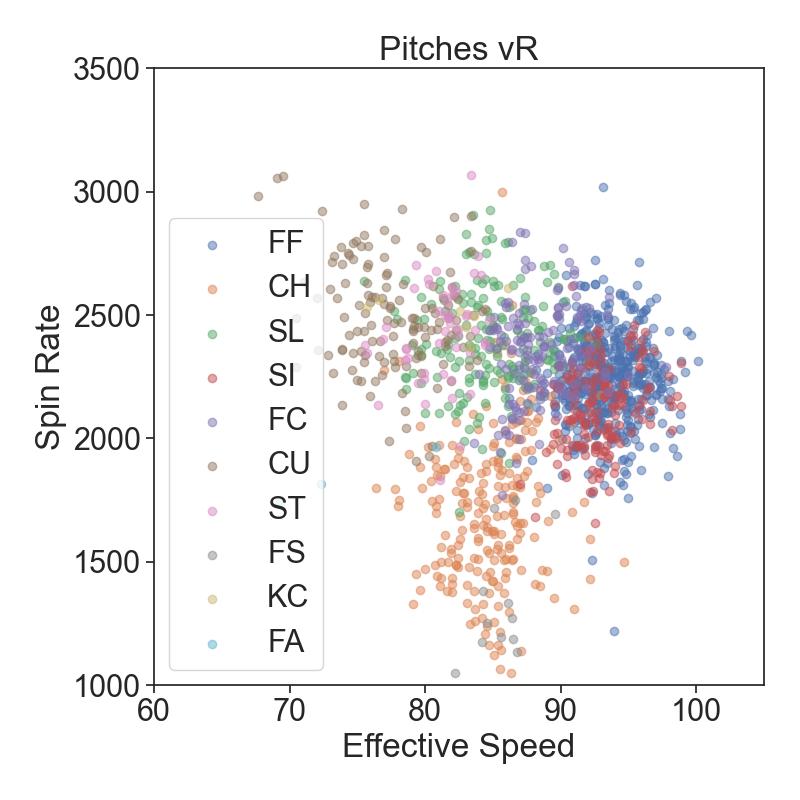 Pitches vR
3500
3000
2500
2000
1500
1000
Spin Rate
FF
CH
SL
SI
FC
CU
ST
FS
KC
FA
60 70 80 90 100
Effective Speed